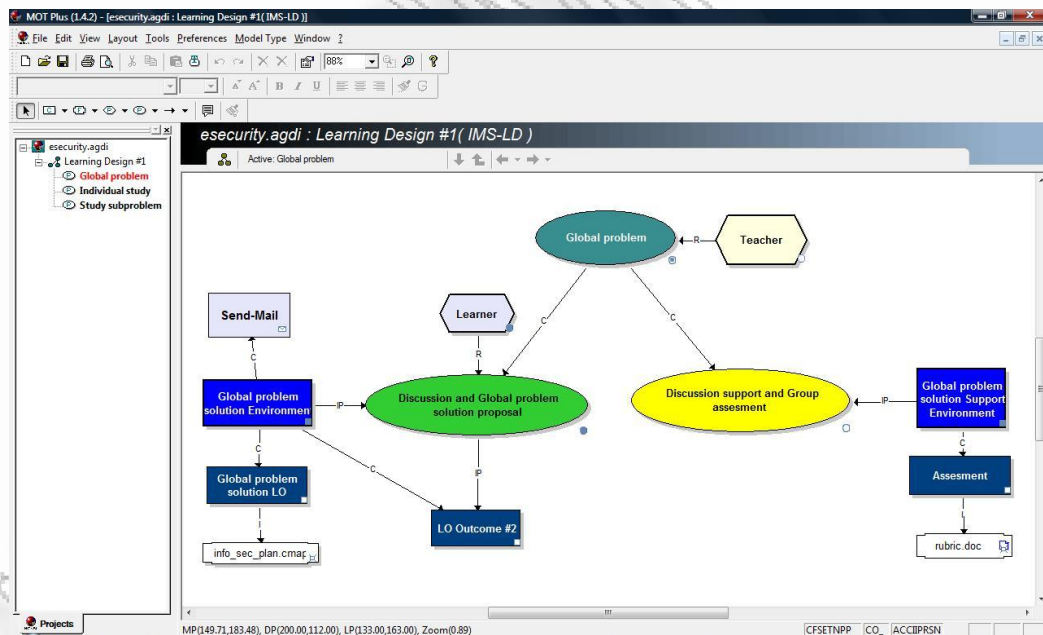 MOT Plus (1.4.2) - [esecurity.agdi : Learning Design #1( IMS-LD )]
File Edit View Layout Tools Preferences Model Type Window ?
88%
A A B I U G
esecurity.agdi
Learning Design #1
Global problem
Individual study
Study subproblem
Projects
esecurity.agdi : Learning Design #1( IMS-LD )
Active: Global problem
Global problem
R
Teacher
Send-Mail
Learner
C
C
C
R
Global problem
solution Environment
IP
Discussion and Global problem
solution proposal
Discussion support and Group
assesment
IP
Global problem
solution Support
Environment
C
C
IP
C
Global problem
solution LO
Assesment
I
LO Outcome #2
I
info_sec_plan.cmap
rubric.doc
MP(149.71,183.48), DP(200.00,112.00), LP(133.00,163.00), Zoom(0.89)
CFSETNPP CO_ ACCIIPRSN